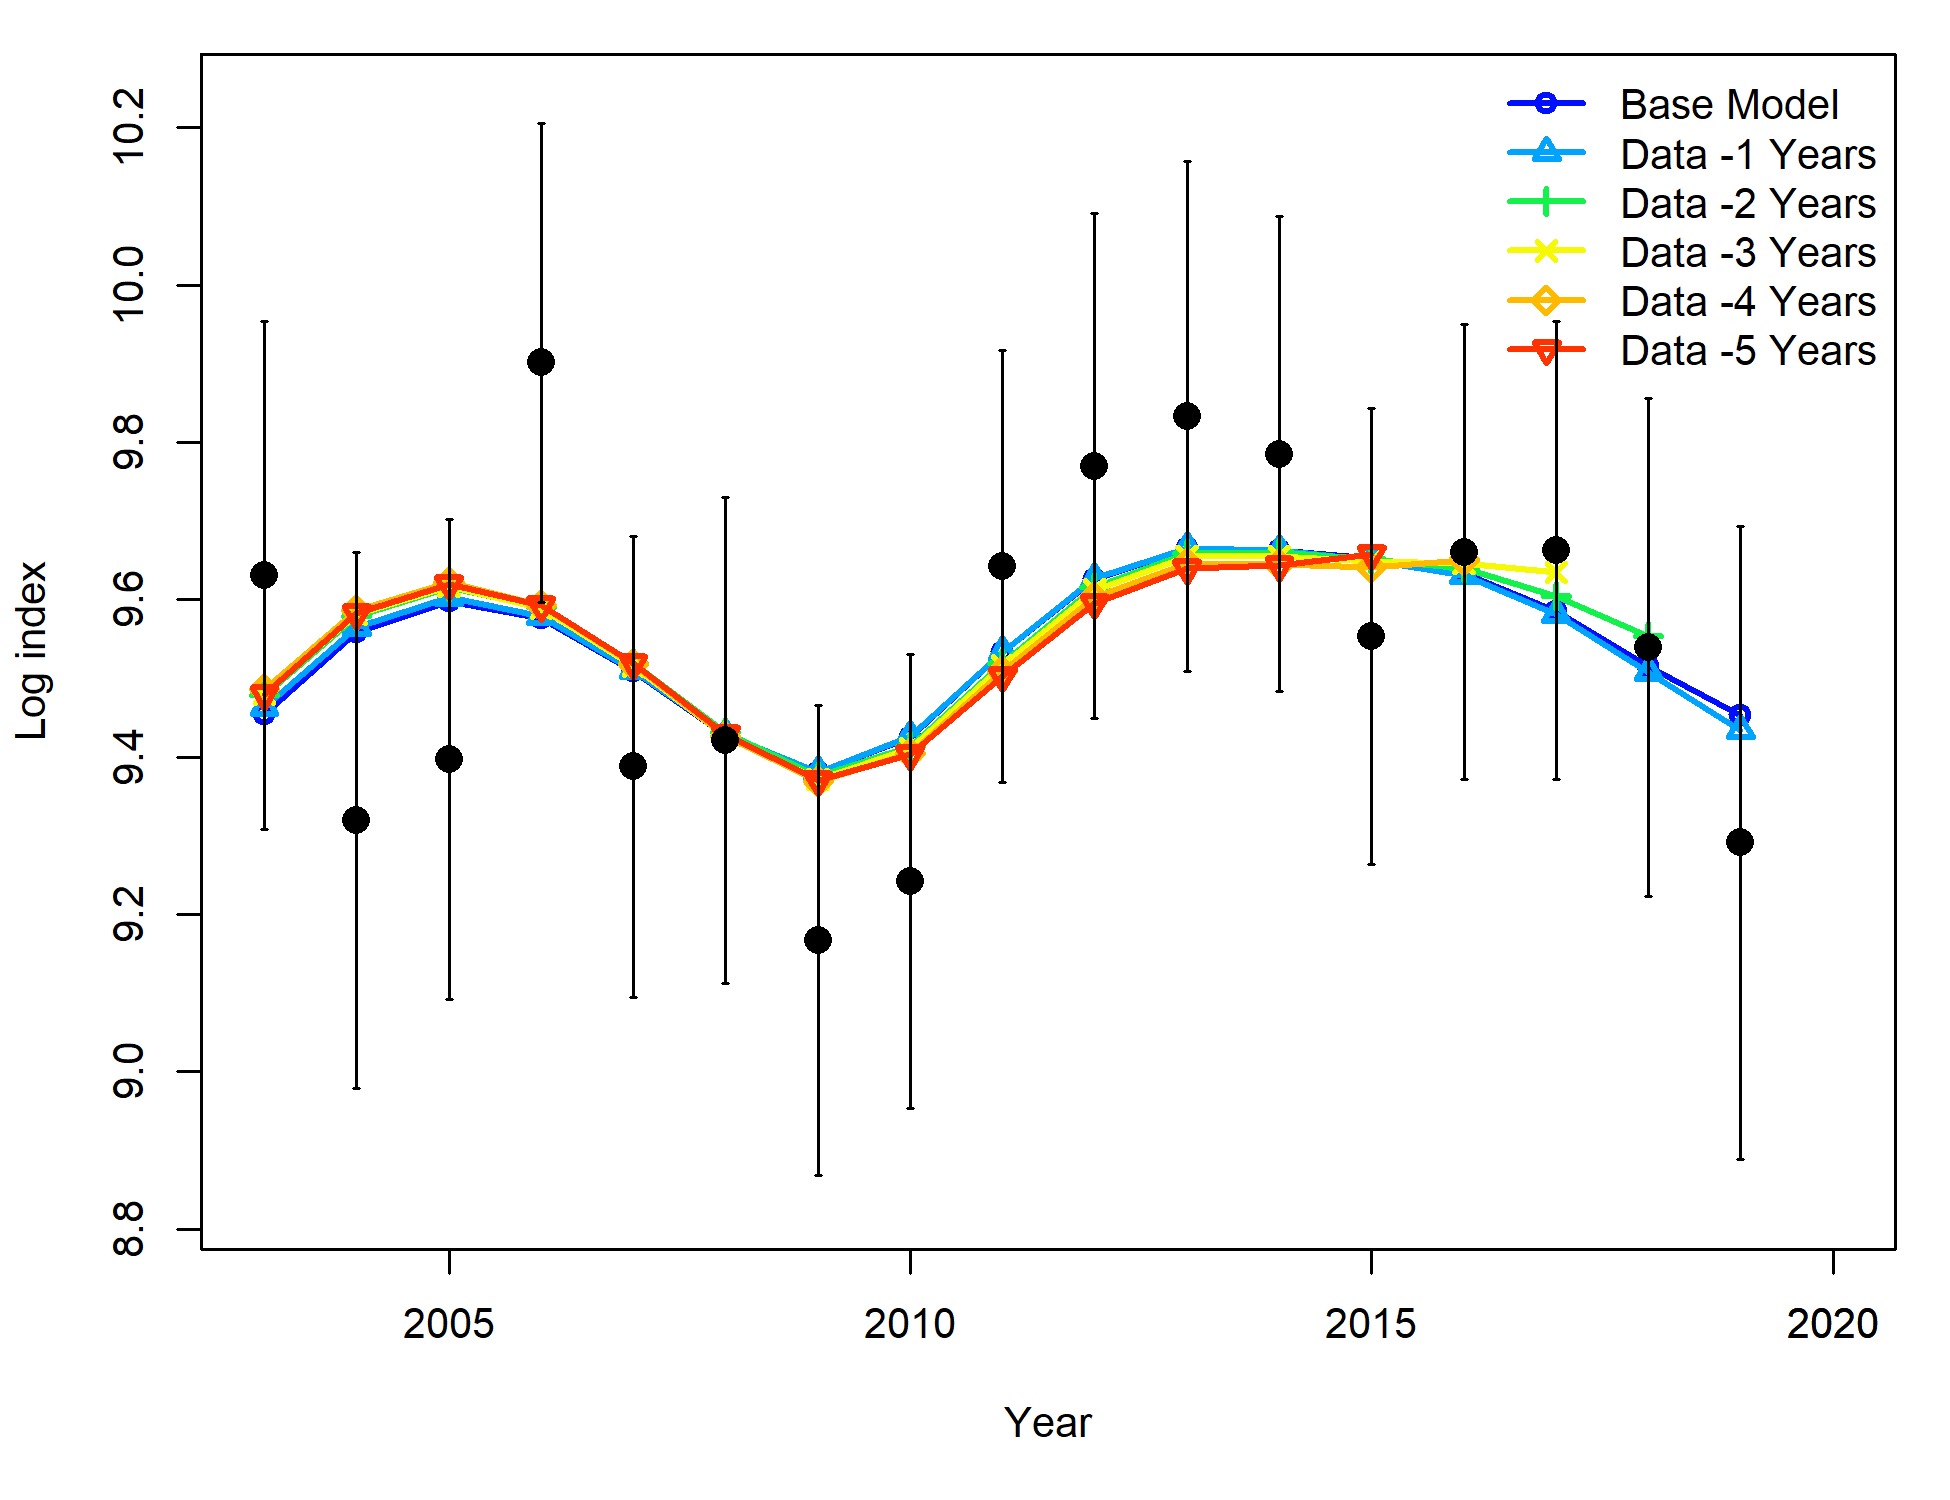 Base Model
Data -1 Years
Data -2 Years
Data -3 Years
Data -4 Years
Data -5 Years
10.2
10.0
9.8
9.6
9.4
9.2
9.0
8.8
Log index
2005 2010 2015 2020
Year